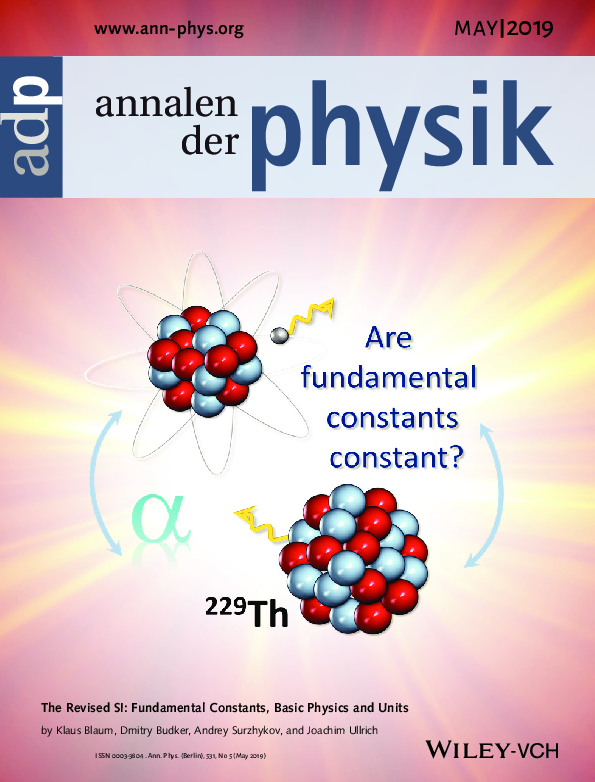 www.ann-phys.org
MAY|2019
adp
annalen
der
physik
Are
fundamental
constants
constant?
α
²²⁹Th
The Revised SI: Fundamental Constants, Basic Physics and Units
by Klaus Blaum, Dmitry Budker, Andrey Surzhykov, and Joachim Ullrich
ISSN 0003-3804 . Ann. Phys. (Berlin), 531, No 5 (May 2019)
WILEY-VCH